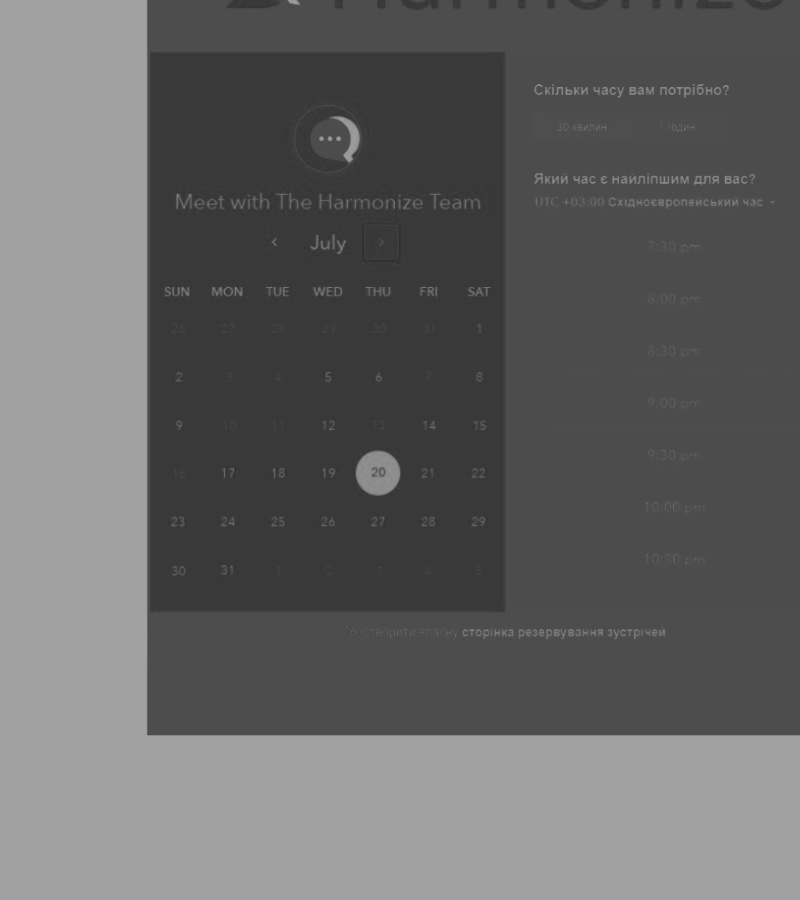 Harmonize
Meet with The Harmonize Team
July
SUN MON TUE WED THU FRI SAT
26 27 28 29 30 31 1
2 3 4 5 6 7 8
9 10 11 12 13 14 15
16 17 18 19 20 21 22
23 24 25 26 27 28 29
30 31 1 2 3 4 5
Скільки часу вам потрібно?
30 хвилин 1 годин
Який час є найліпшим для вас?
UTC +03:00 Східноєвропейський час
7:30 pm
8:00 pm
8:30 pm
9:00 pm
9:30 pm
10:00 pm
10:30 pm
Створити власну сторінка резервування зустрічей